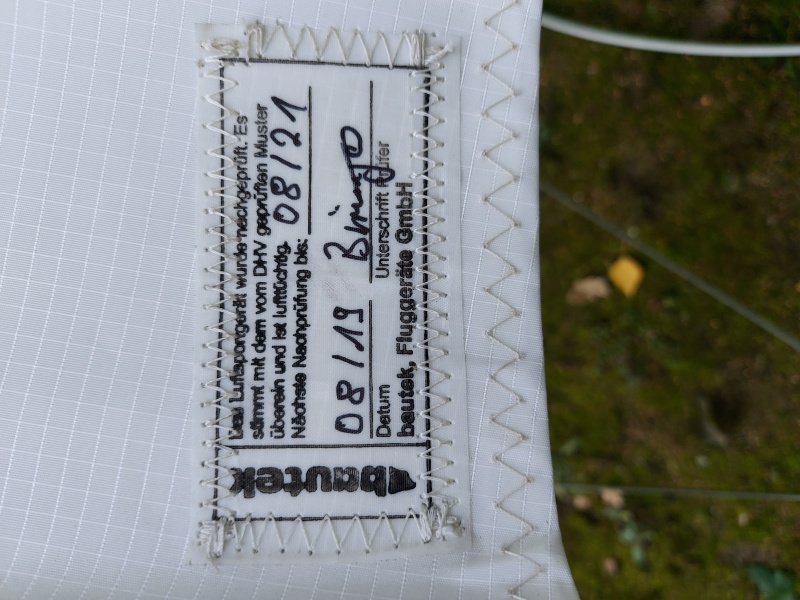 bautek
Das Luftsportgerät wurde nachgeprüft. Es
stimmt mit dem vom DHV geprüften Muster
überein und ist lufttüchtig.
Nächste Nachprüfung bis: 08/21
08/19
Datum Unterschrift Prüfer
bautek, Fluggeräte GmbH